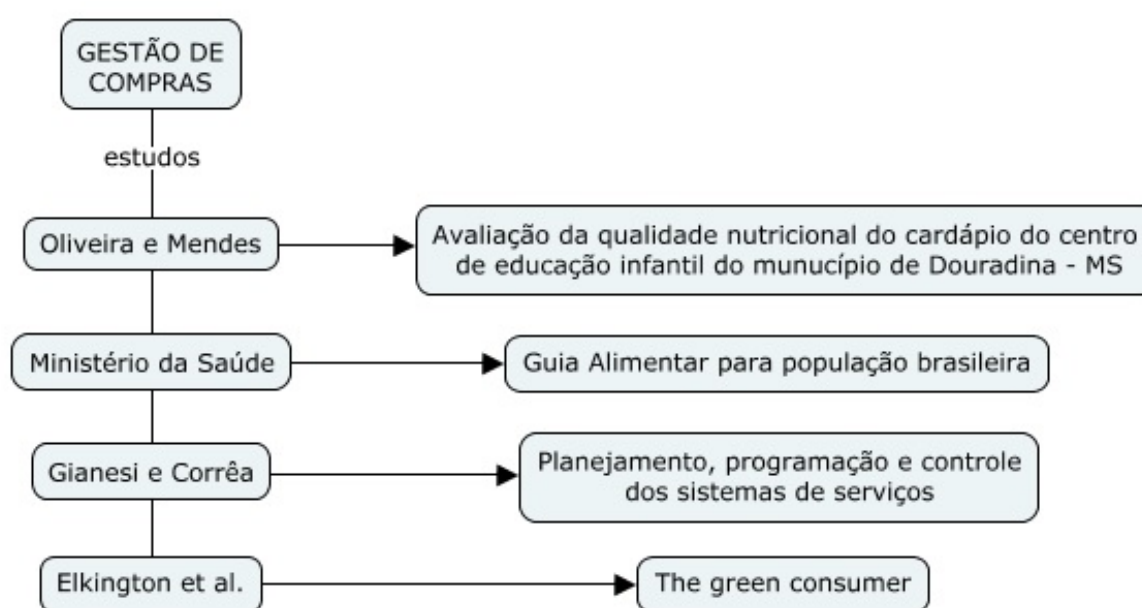 GESTÃO DE
COMPRAS
estudos
Oliveira e Mendes
Avaliação da qualidade nutricional do cardápio do centro
de educação infantil do munucípio de Douradina - MS
Ministério da Saúde
Guia Alimentar para população brasileira
Gianesi e Corrêa
Planejamento, programação e controle
dos sistemas de serviços
Elkington et al.
The green consumer